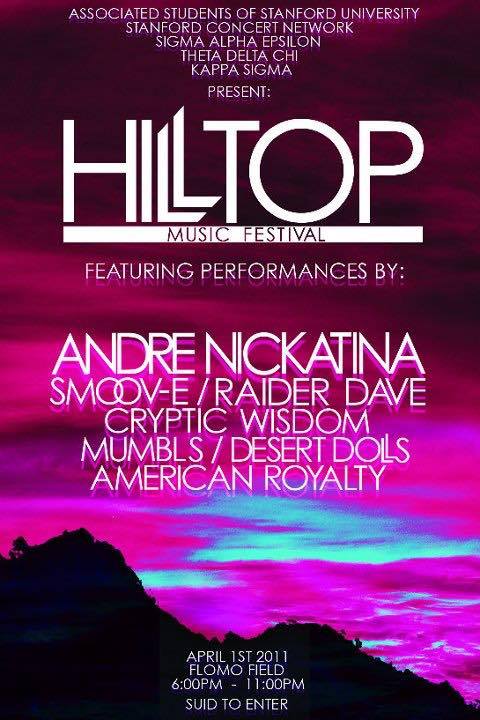 ASSOCIATED STUDENTS OF STANFORD UNIVERSITY
STANFORD CONCERT NETWORK
SIGMA ALPHA EPSILON
THETA DELTA CHI
KAPPA SIGMA
PRESENT:
HILLTOP
MUSIC FESTIVAL
FEATURING PERFORMANCES BY:
ANDRE NICKATINA
SMOOV-E / RAIDER DAVE
CRYPTIC WISDOM
MUMBLS / DESERT DOLLS
AMERICAN ROYALTY
APRIL 1ST 2011
FLOMO FIELD
6:00PM - 11:00PM
SUID TO ENTER